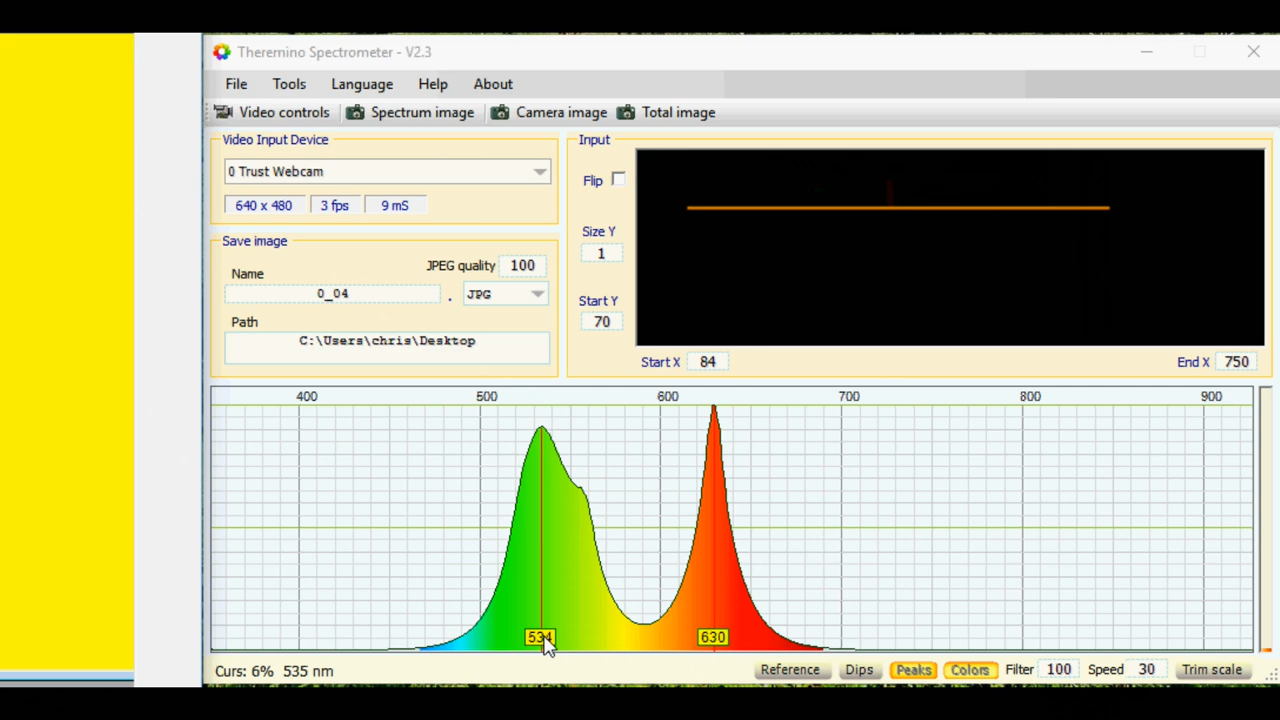 Theremino Spectrometer - V2.3
File Tools Language Help About
Video controls Spectrum image Camera image Total image
Video Input Device
0 Trust Webcam
640 x 480 3 fps 9 mS
Save image
JPEG quality 100
Name
0_04 . JPG
Path
C:\Users\chris\Desktop
Input
Flip
Size Y
1
Start Y
70
Start X 84 End X 750
400 500 600 700 800 900
534 630
Curs: 6% 535 nm Reference Dips Peaks Colors Filter 100 Speed 30 Trim scale